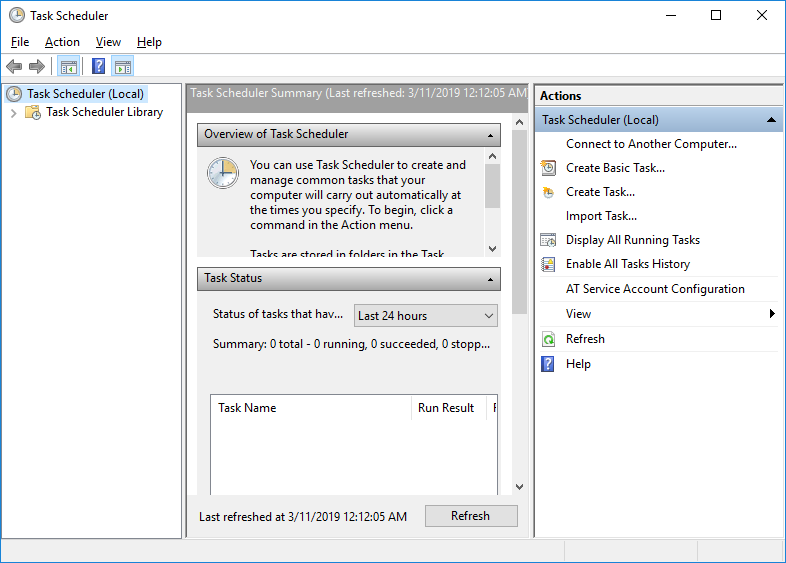 Task Scheduler
File Action View Help
Task Scheduler (Local)
Task Scheduler Library
Task Scheduler Summary (Last refreshed: 3/11/2019 12:12:05 AM
Overview of Task Scheduler
You can use Task Scheduler to create and
manage common tasks that your
computer will carry out automatically at
the times you specify. To begin, click a
command in the Action menu.
Tasks are stored in folders in the Task
Task Status
Status of tasks that hav... Last 24 hours
Summary: 0 total - 0 running, 0 succeeded, 0 stopp...
Task Name Run Result
Last refreshed at 3/11/2019 12:12:05 AM Refresh
Actions
Task Scheduler (Local)
Connect to Another Computer...
Create Basic Task...
Create Task...
Import Task...
Display All Running Tasks
Enable All Tasks History
AT Service Account Configuration
View
Refresh
Help